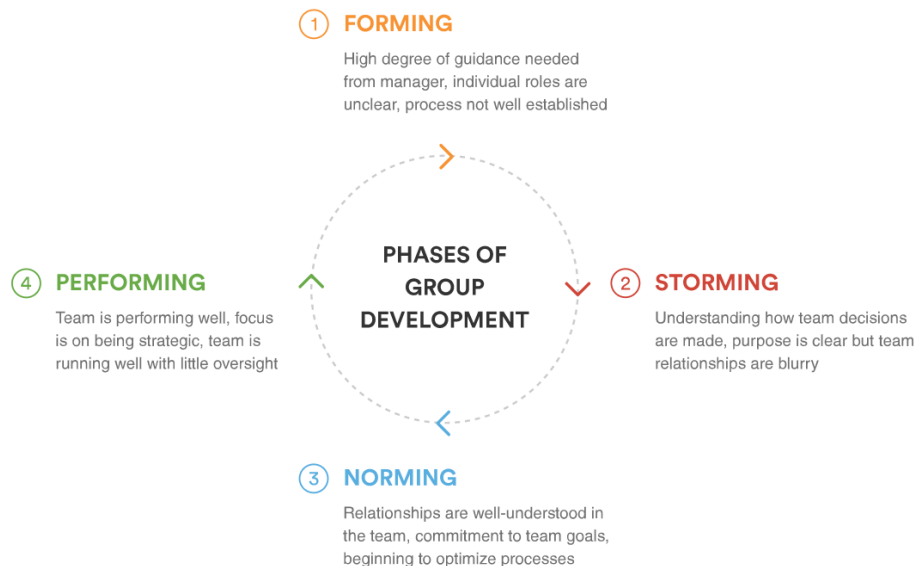 1 FORMING
High degree of guidance needed
from manager, individual roles are
unclear, process not well established
PHASES OF
GROUP
DEVELOPMENT
2 STORMING
Understanding how team decisions
are made, purpose is clear but team
relationships are blurry
3 NORMING
Relationships are well-understood in
the team, commitment to team goals,
beginning to optimize processes
4 PERFORMING
Team is performing well, focus
is on being strategic, team is
running well with little oversight